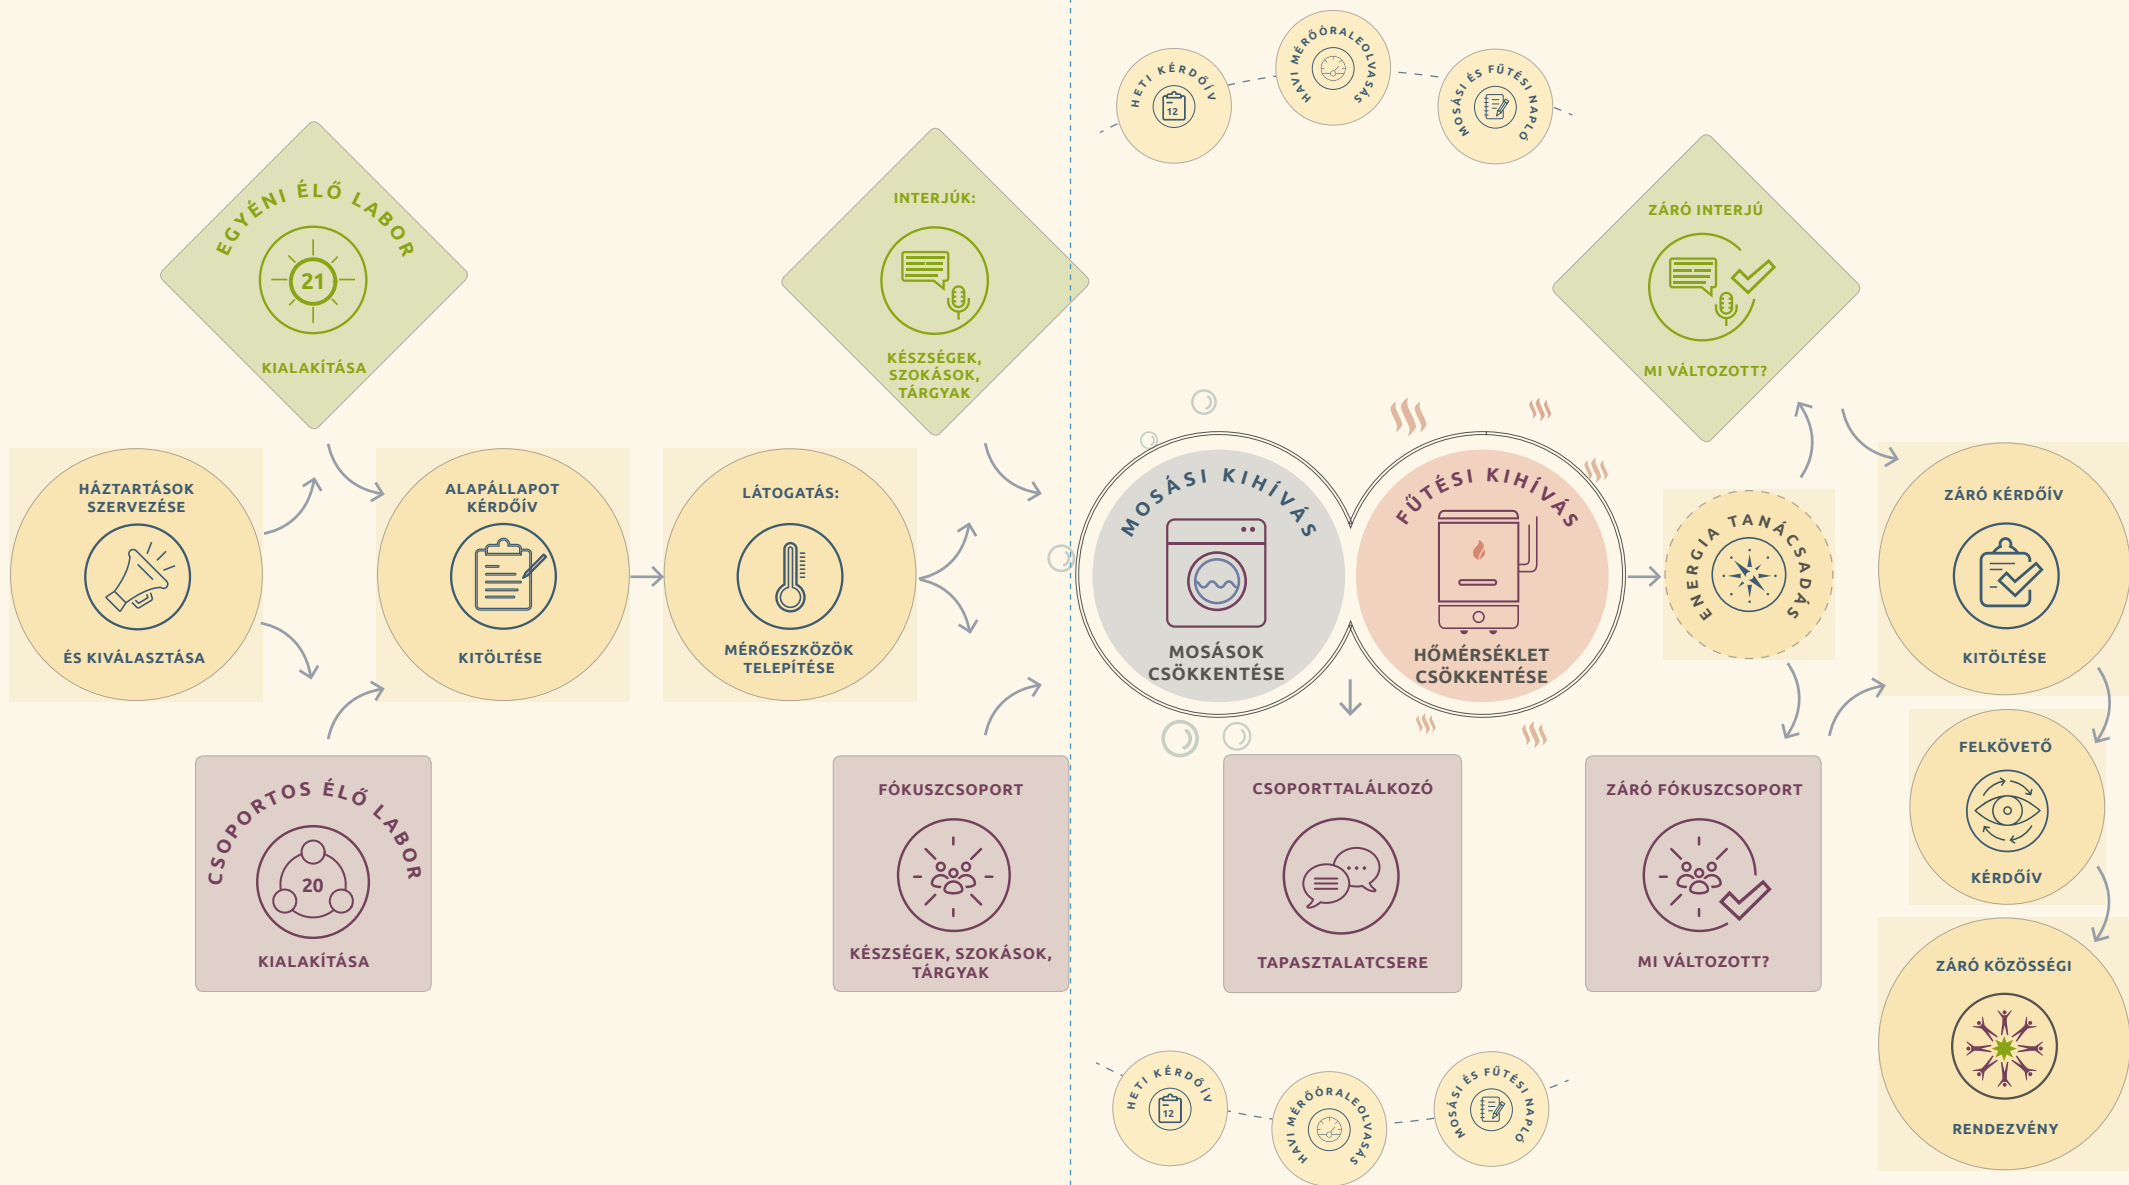 HETI KÉRDŐÍV
12
HAVI MÉRŐÓRALEOLVASÁS
MOSÁSI ÉS FŰTÉSI NAPLÓ
EGYÉNI ÉLŐ LABOR
21
KIALAKÍTÁSA
INTERJÚK:
KÉSZSÉGEK,
SZOKÁSOK,
TÁRGYAK
ZÁRÓ INTERJÚ
MI VÁLTOZOTT?
HÁZTARTÁSOK
SZERVEZÉSE
ÉS KIVÁLASZTÁSA
ALAPÁLLAPOT
KÉRDŐÍV
KITÖLTÉSE
LÁTOGATÁS:
MÉRŐESZKÖZÖK
TELEPÍTÉSE
MOSÁSI KIHÍVÁS
MOSÁSOK
CSÖKKENTÉSE
FŰTÉSI KIHÍVÁS
HŐMÉRSÉKLET
CSÖKKENTÉSE
ENERGIA TANÁCSADÁS
ZÁRÓ KÉRDŐÍV
KITÖLTÉSE
CSOPORTOS ÉLŐ LABOR
20
KIALAKÍTÁSA
FÓKUSZCSOPORT
KÉSZSÉGEK, SZOKÁSOK,
TÁRGYAK
CSOPORTTALÁLKOZÓ
TAPASZTALATCSERE
ZÁRÓ FÓKUSZCSOPORT
MI VÁLTOZOTT?
FELKÖVETŐ
KÉRDŐÍV
ZÁRÓ KÖZÖSSÉGI
RENDEZVÉNY
HETI KÉRDŐÍV
12
HAVI MÉRŐÓRALEOLVASÁS
MOSÁSI ÉS FŰTÉSI NAPLÓ